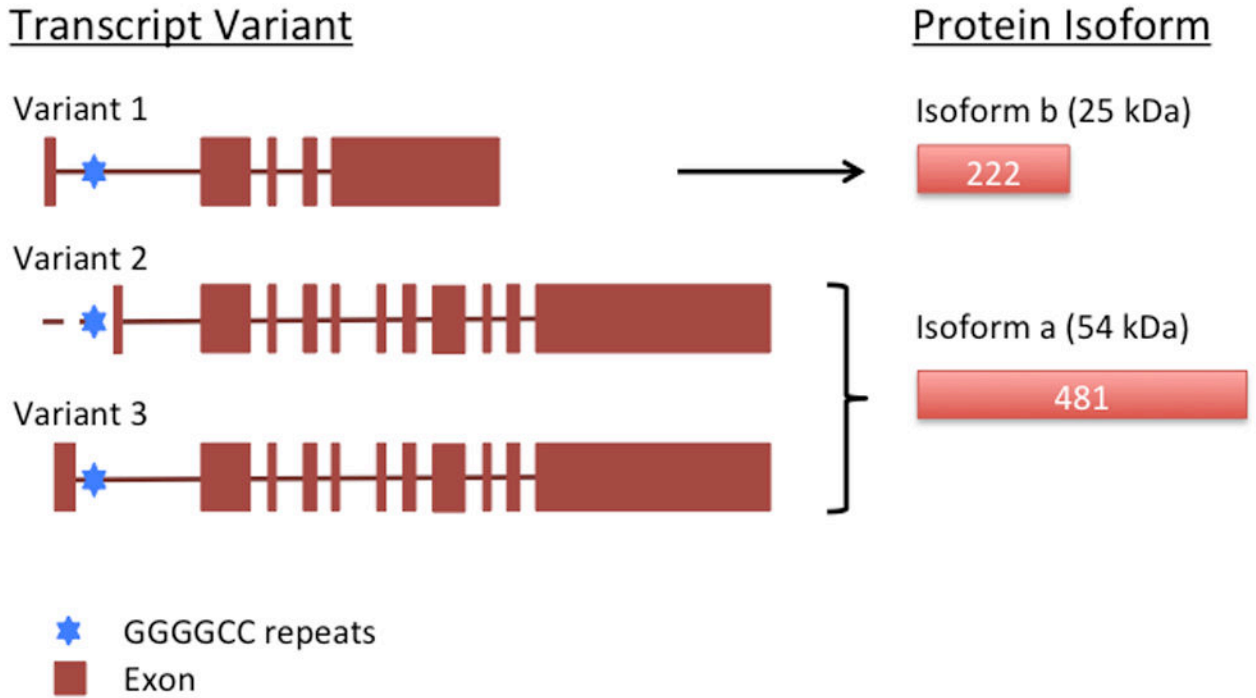 Transcript Variant
Protein Isoform
Variant 1
Isoform b (25 kDa)
222
Variant 2
Isoform a (54 kDa)
481
Variant 3
GGGGCC repeats
Exon